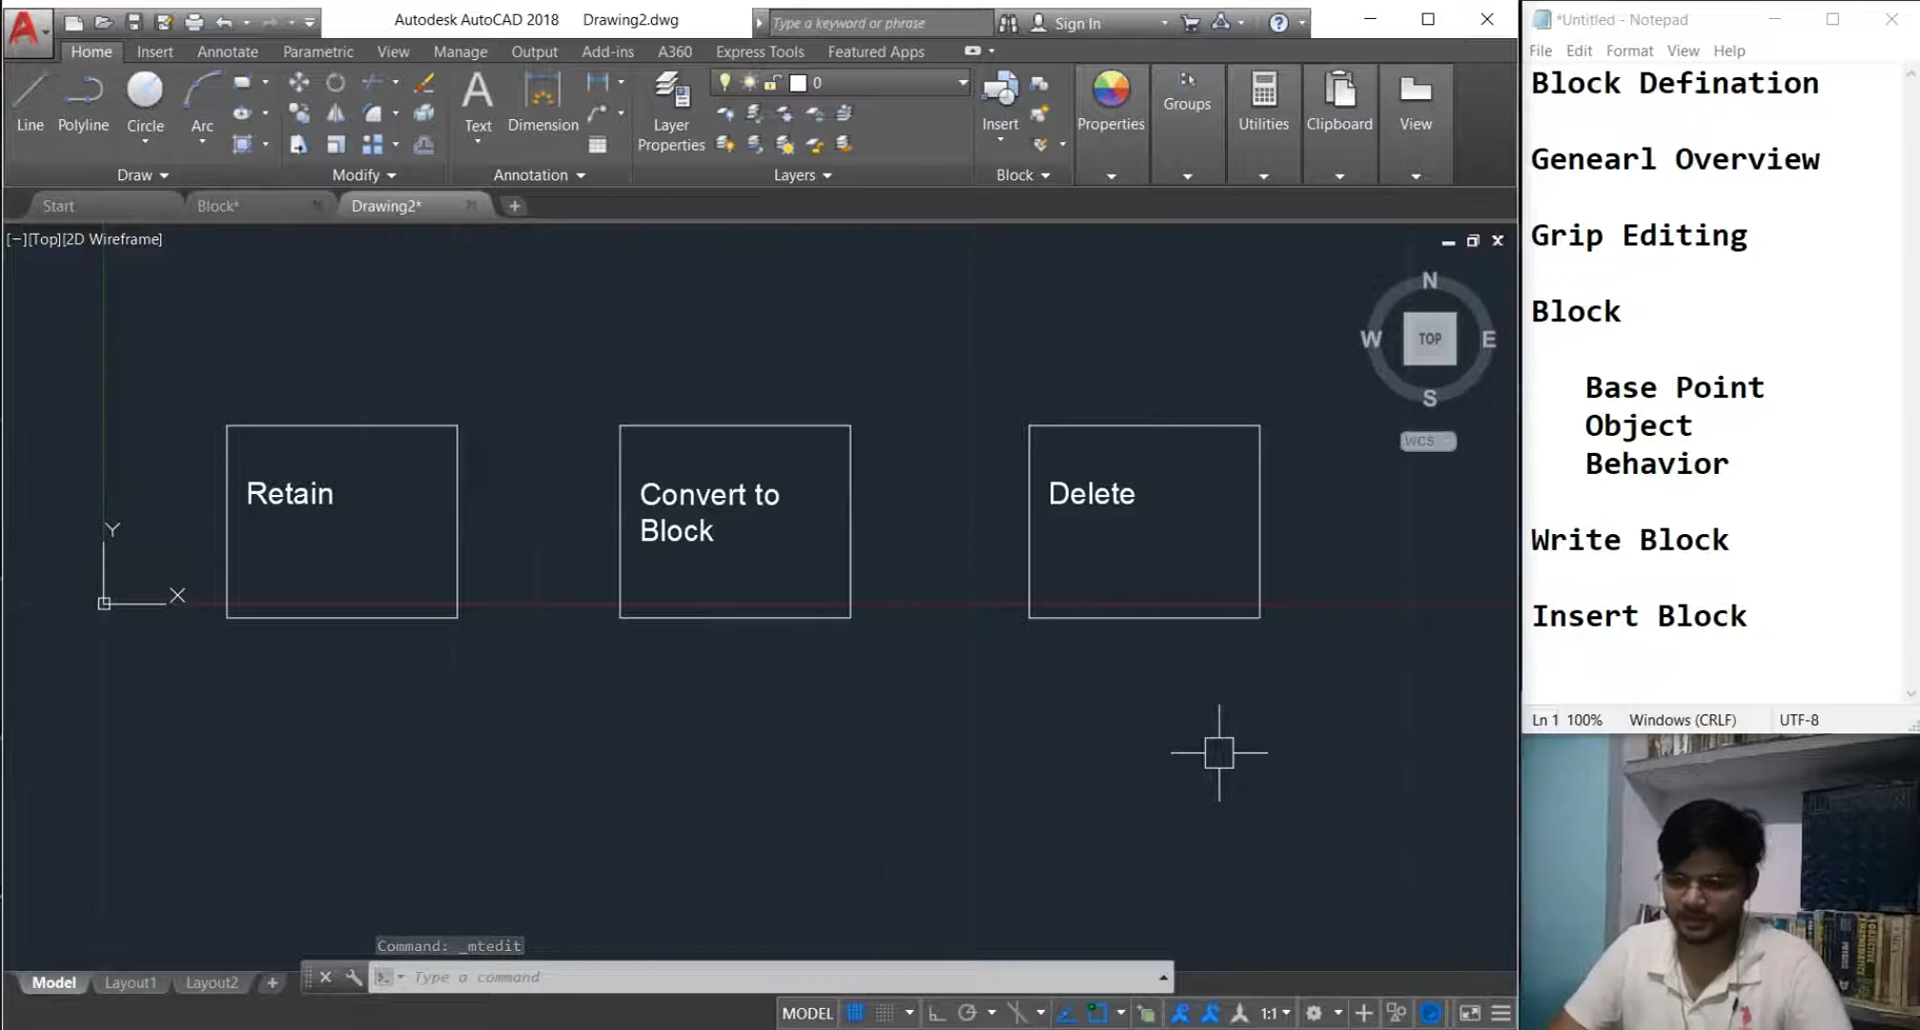 Autodesk AutoCAD 2018 Drawing2.dwg
Type a keyword or phrase
Sign In
Home Insert Annotate Parametric View Manage Output Add-ins A360 Express Tools Featured Apps
Line
Polyline
Circle
Arc
Text
Dimension
Layer
Properties
0
Insert
Properties
Groups
Utilities
Clipboard
View
Draw
Modify
Annotation
Layers
Block
Start
Block*
Drawing2*
[−][Top][2D Wireframe]
N
W
TOP
E
S
WCS
Retain
Convert to
Block
Delete
Y
X
Command: _mtedit
Type a command
Model
Layout1
Layout2
MODEL
1:1
*Untitled - Notepad
File Edit Format View Help
Block Defination
Genearl Overview
Grip Editing
Block
Base Point
Object
Behavior
Write Block
Insert Block
Ln 1 100% Windows (CRLF) UTF-8